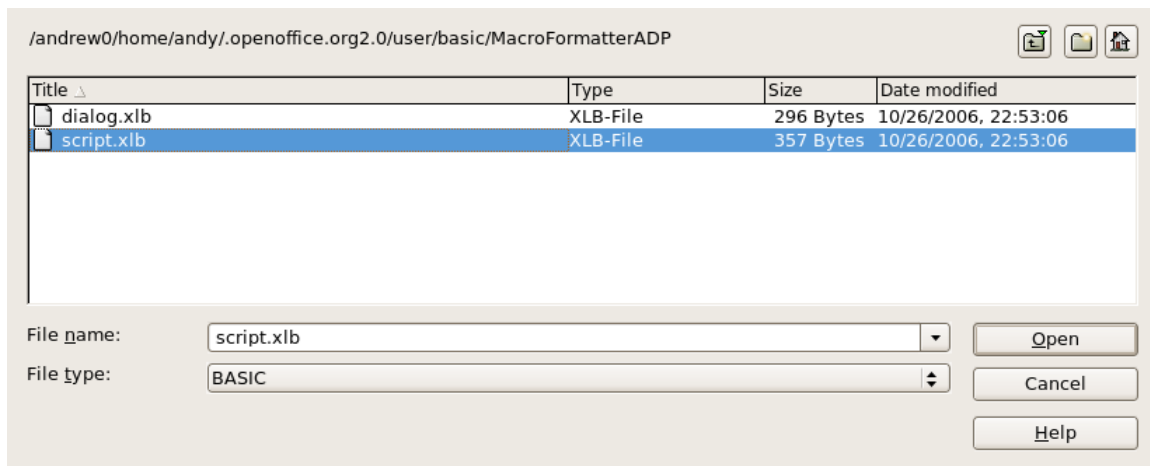 /andrew0/home/andy/.openoffice.org2.0/user/basic/MacroFormatterADP
Title Type Size Date modified
dialog.xlb XLB-File 296 Bytes 10/26/2006, 22:53:06
script.xlb XLB-File 357 Bytes 10/26/2006, 22:53:06
File name: script.xlb Open
File type: BASIC Cancel
Help